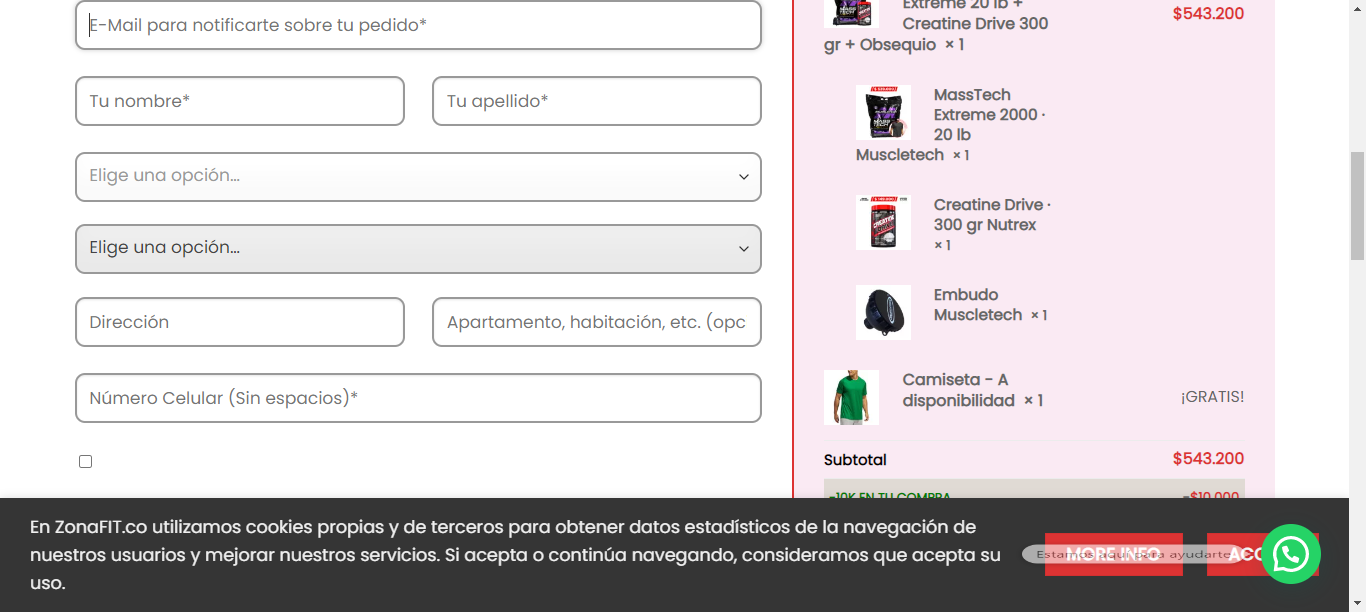 E-Mail para notificarte sobre tu pedido*
Tu nombre*
Tu apellido*
Elige una opción...
Elige una opción...
Dirección
Apartamento, habitación, etc. (opc
Número Celular (Sin espacios)*
Extreme 20 lb +
Creatine Drive 300
gr + Obsequio × 1
$543.200
MassTech
Extreme 2000 ·
20 lb
Muscletech × 1
Creatine Drive ·
300 gr Nutrex
× 1
Embudo
Muscletech × 1
Camiseta - A
disponibilidad × 1
¡GRATIS!
Subtotal
$543.200
-10K EN TU COMPRA
-$10.000
En ZonaFIT.co utilizamos cookies propias y de terceros para obtener datos estadísticos de la navegación de
nuestros usuarios y mejorar nuestros servicios. Si acepta o continúa navegando, consideramos que acepta su
uso.
MORE INFO
Estamos aquí para ayudarte